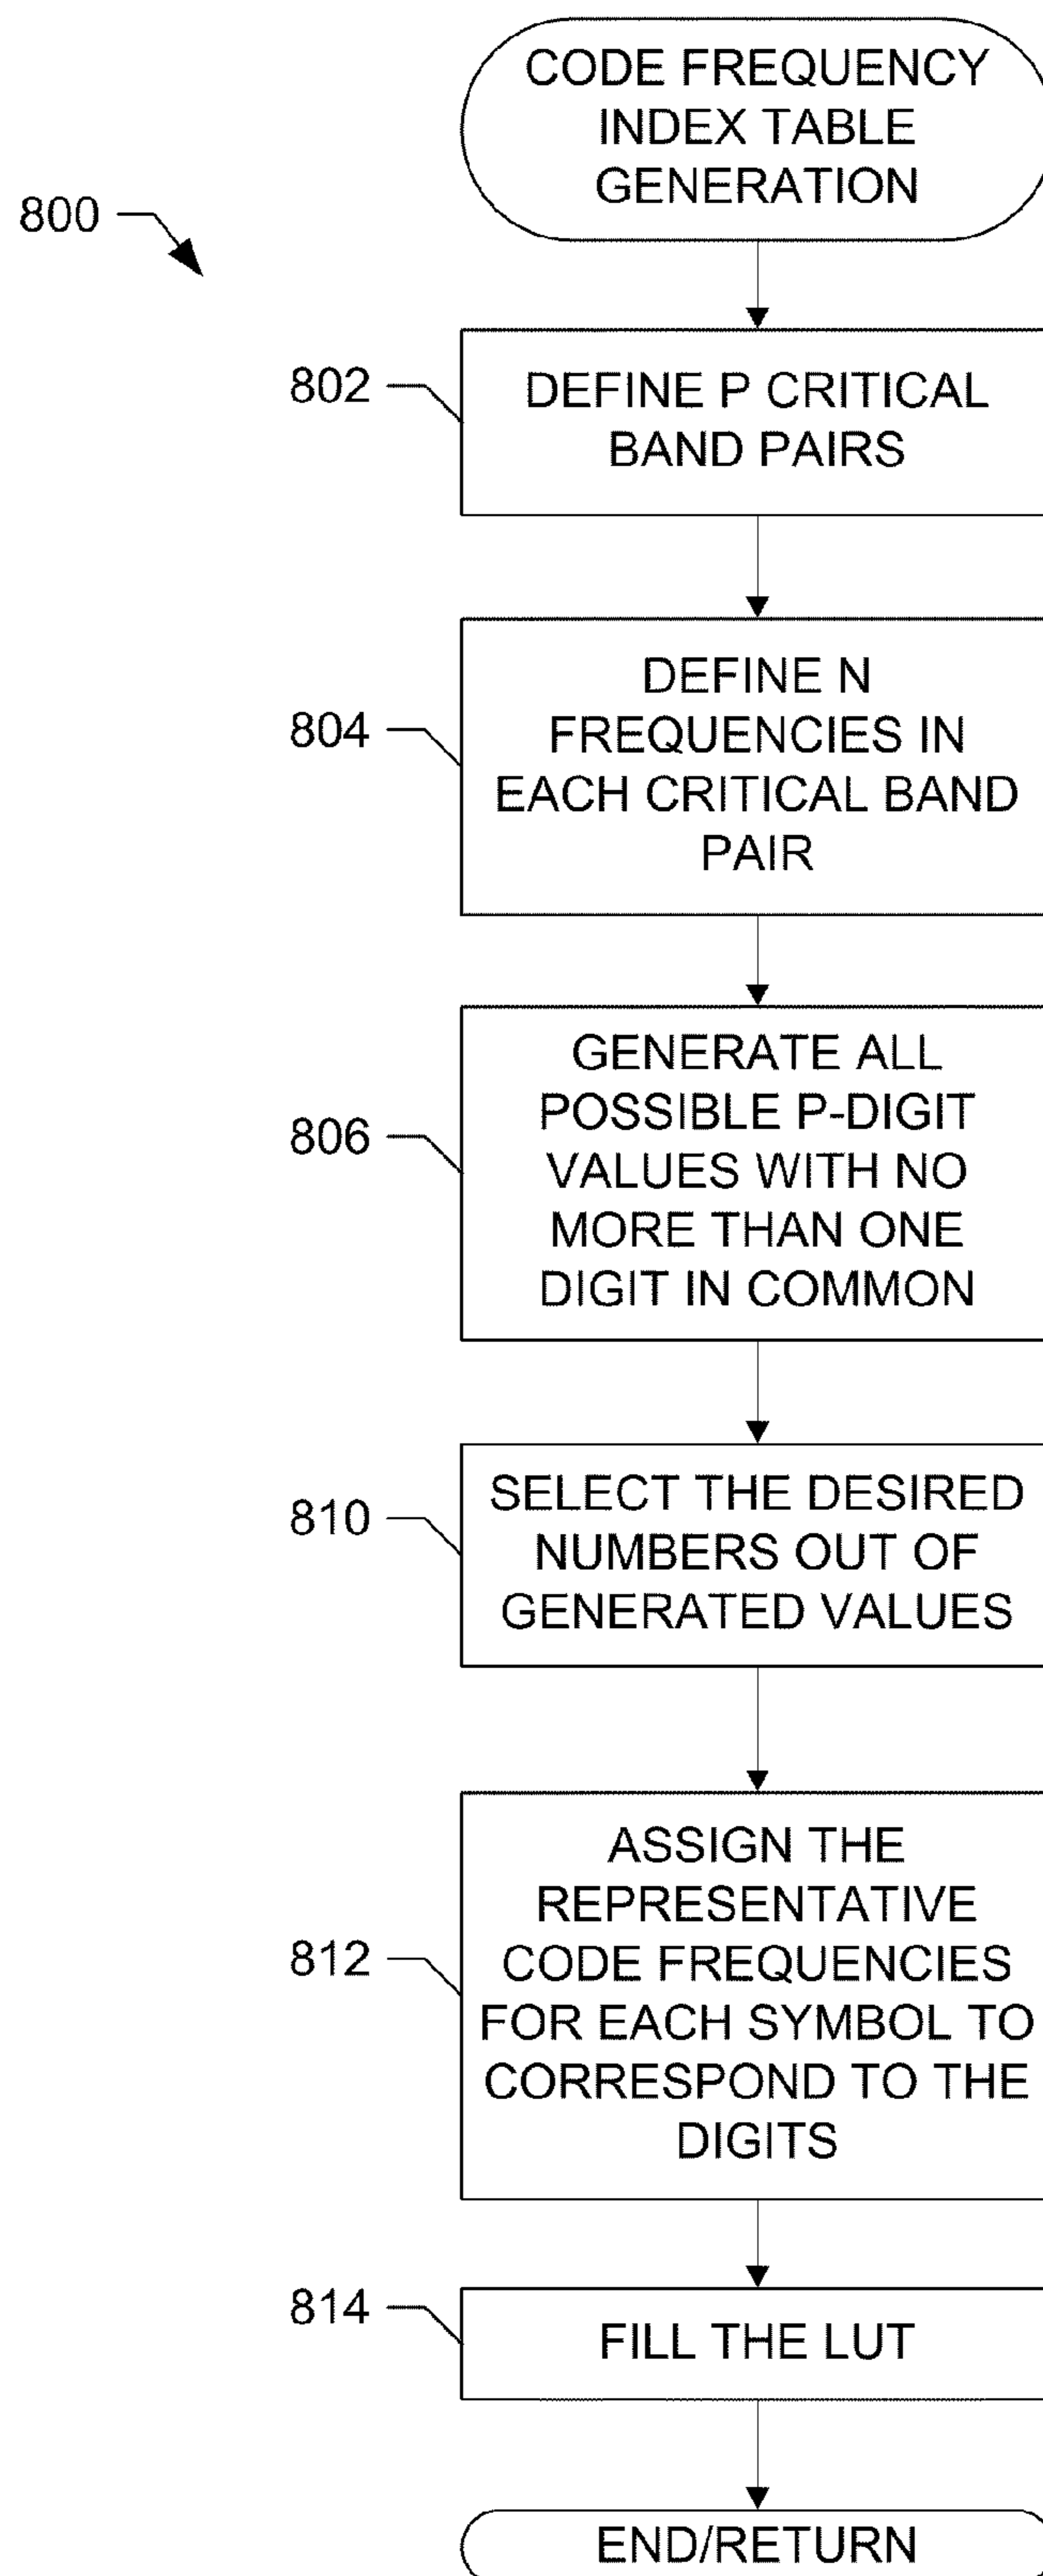 CODE FREQUENCY
INDEX TABLE
GENERATION
800
802
DEFINE P CRITICAL
BAND PAIRS
804
DEFINE N
FREQUENCIES IN
EACH CRITICAL BAND
PAIR
806
GENERATE ALL
POSSIBLE P-DIGIT
VALUES WITH NO
MORE THAN ONE
DIGIT IN COMMON
810
SELECT THE DESIRED
NUMBERS OUT OF
GENERATED VALUES
812
ASSIGN THE
REPRESENTATIVE
CODE FREQUENCIES
FOR EACH SYMBOL TO
CORRESPOND TO THE
DIGITS
814
FILL THE LUT
END/RETURN